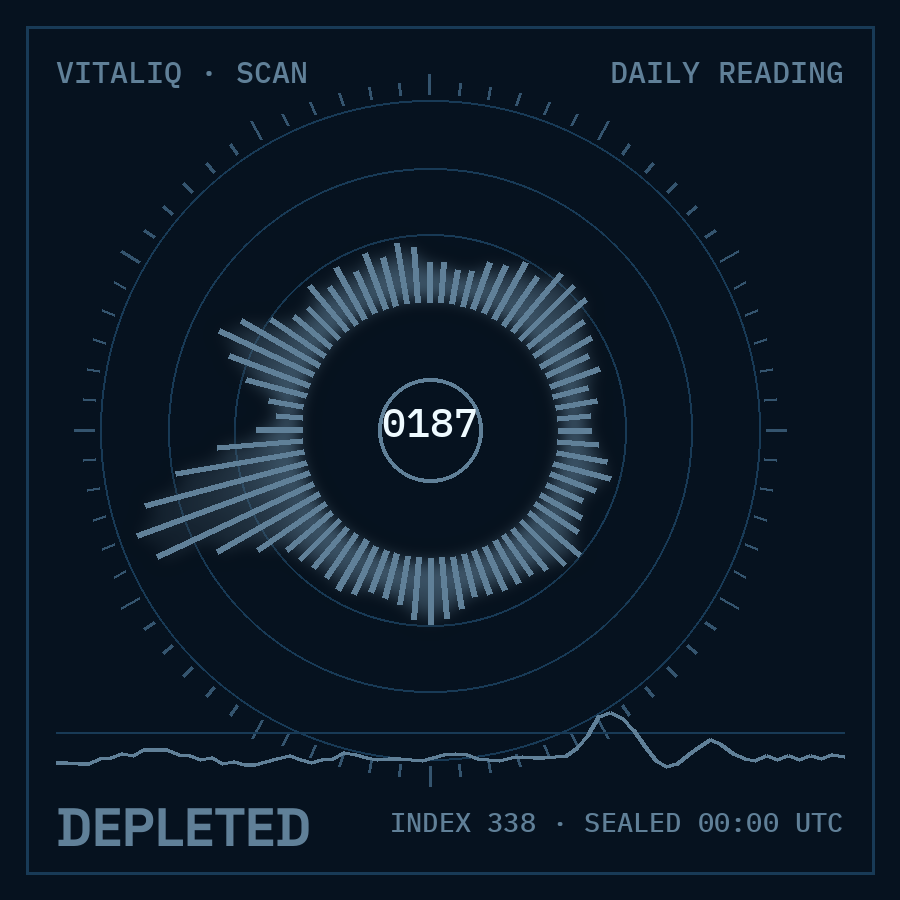 VITALIQ · SCAN
DAILY READING
0187
DEPLETED
INDEX 338 · SEALED 00:00 UTC